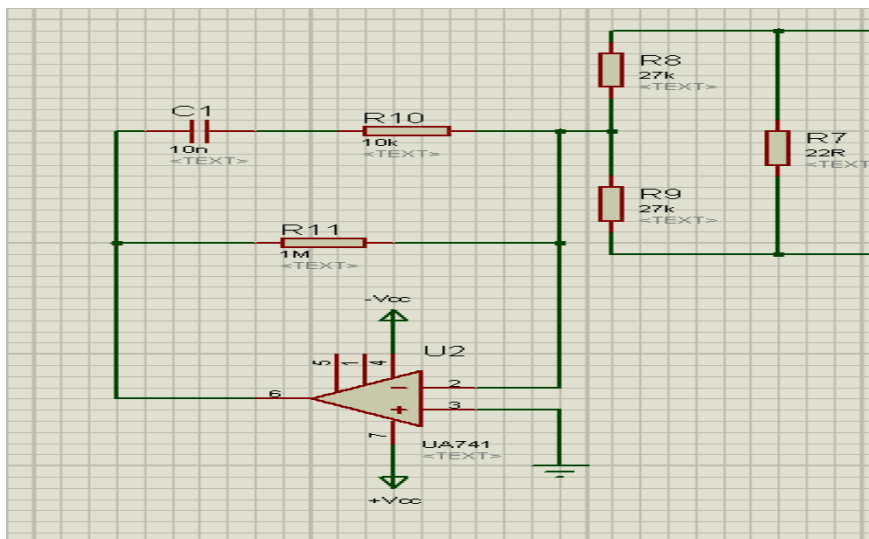 R8
27k
<TEXT>
C1
10n
<TEXT>
R10
10k
<TEXT>
R7
22R
<TEXT>
R9
27k
<TEXT>
R11
1M
<TEXT>
-Vcc
U2
5
1
4
6
2
3
7
UA741
<TEXT>
+Vcc